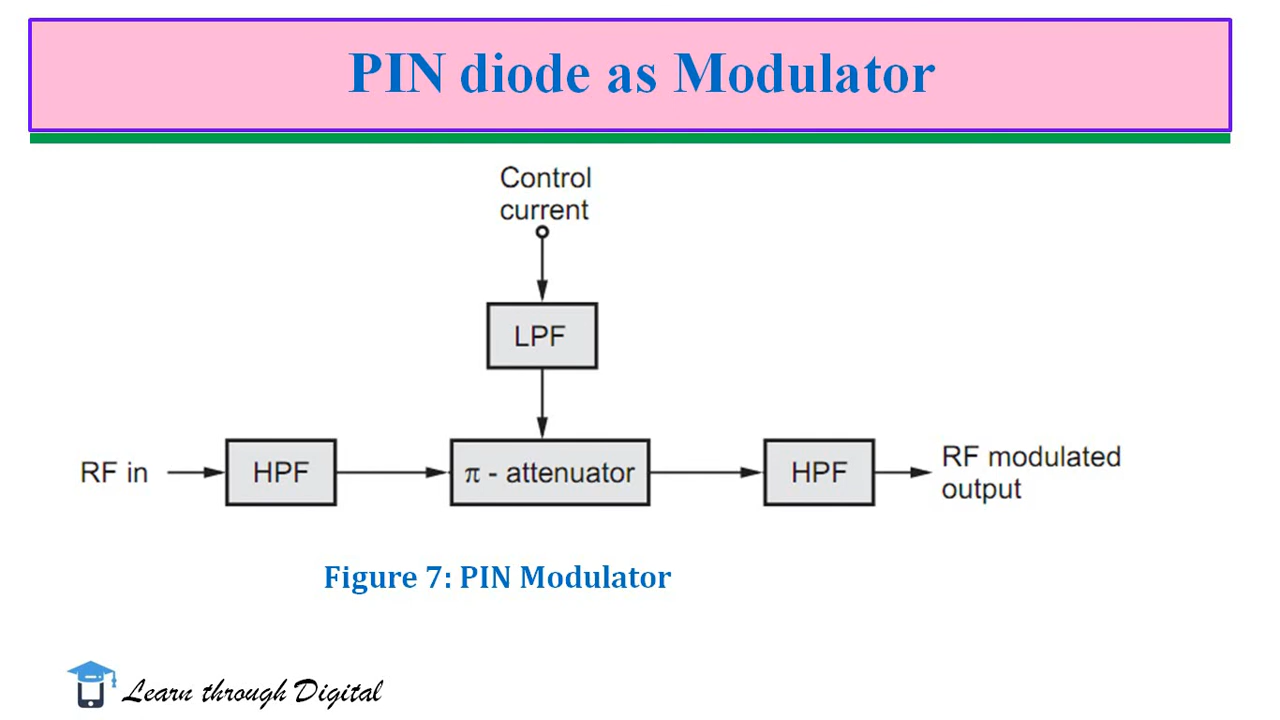 PIN diode as Modulator
Control
current
LPF
RF in
HPF
π - attenuator
HPF
RF modulated
output
Figure 7: PIN Modulator
Learn through Digital